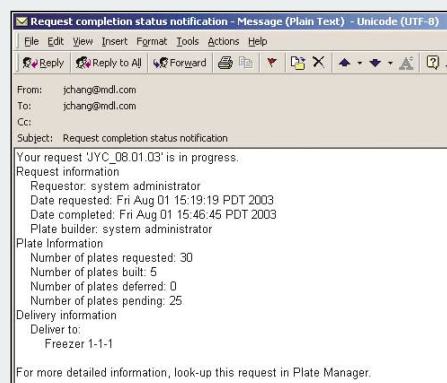 Request completion status notification - Message (Plain Text) - Unicode (UTF-8)
File Edit View Insert Format Tools Actions Help
Reply Reply to All Forward
From: jchang@mdl.com
To: jchang@mdl.com
Cc:
Subject: Request completion status notification
Your request 'JYC_08.01.03' is in progress.
Request information
Requestor: system administrator
Date requested: Fri Aug 01 15:19:19 PDT 2003
Date completed: Fri Aug 01 15:46:45 PDT 2003
Plate builder: system administrator
Plate Information
Number of plates requested: 30
Number of plates built: 5
Number of plates deferred: 0
Number of plates pending: 25
Delivery information
Deliver to:
Freezer 1-1-1
For more detailed information, look-up this request in Plate Manager.